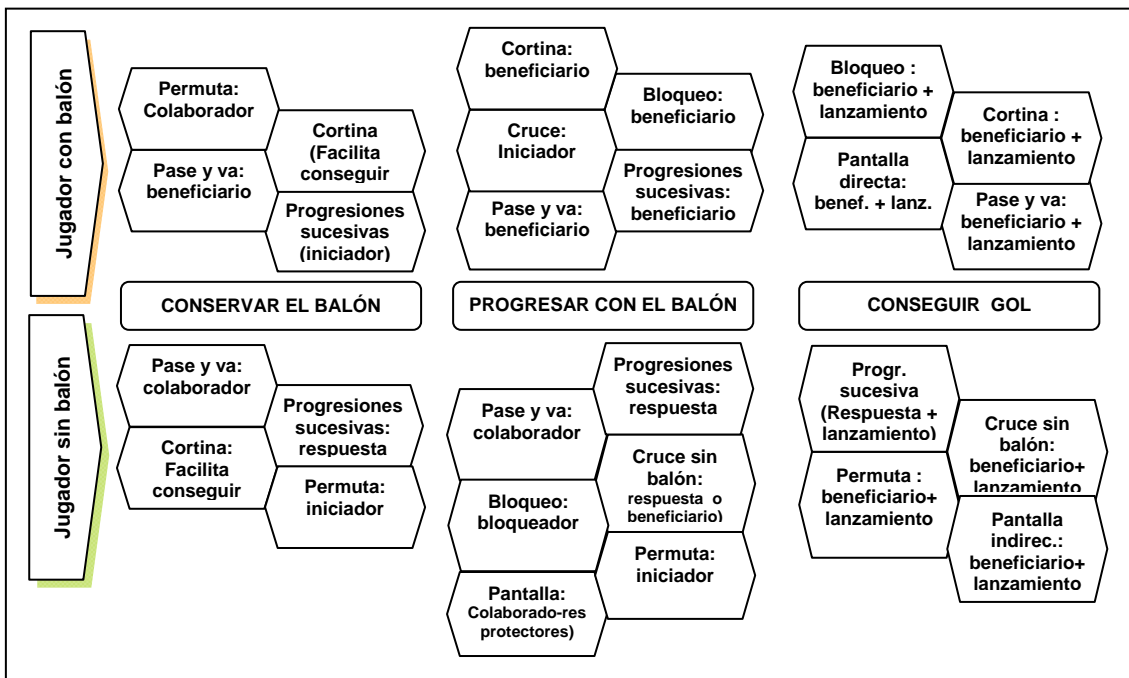 Jugador con balón
Permuta:
Colaborador
Pase y va:
beneficiario
Cortina
(Facilita
conseguir
Progresiones
sucesivas
(iniciador)
Cortina:
beneficiario
Cruce:
Iniciador
Pase y va:
beneficiario
Bloqueo:
beneficiario
Progresiones
sucesivas:
beneficiario
Bloqueo :
beneficiario +
lanzamiento
Pantalla
directa:
benef. + lanz.
Cortina :
beneficiario +
lanzamiento
Pase y va:
beneficiario +
lanzamiento
CONSERVAR EL BALÓN
PROGRESAR CON EL BALÓN
CONSEGUIR GOL
Jugador sin balón
Pase y va:
colaborador
Cortina:
Facilita
conseguir
Progresiones
sucesivas:
respuesta
Permuta:
iniciador
Pase y va:
colaborador
Bloqueo:
bloqueador
Pantalla:
Colaborado-res
protectores)
Progresiones
sucesivas:
respuesta
Cruce sin
balón:
respuesta o
beneficiario)
Permuta:
iniciador
Progr.
sucesiva
(Respuesta +
lanzamiento)
Permuta :
beneficiario+
lanzamiento
Cruce sin
balón:
beneficiario+
lanzamiento
Pantalla
indirec.:
beneficiario+
lanzamiento